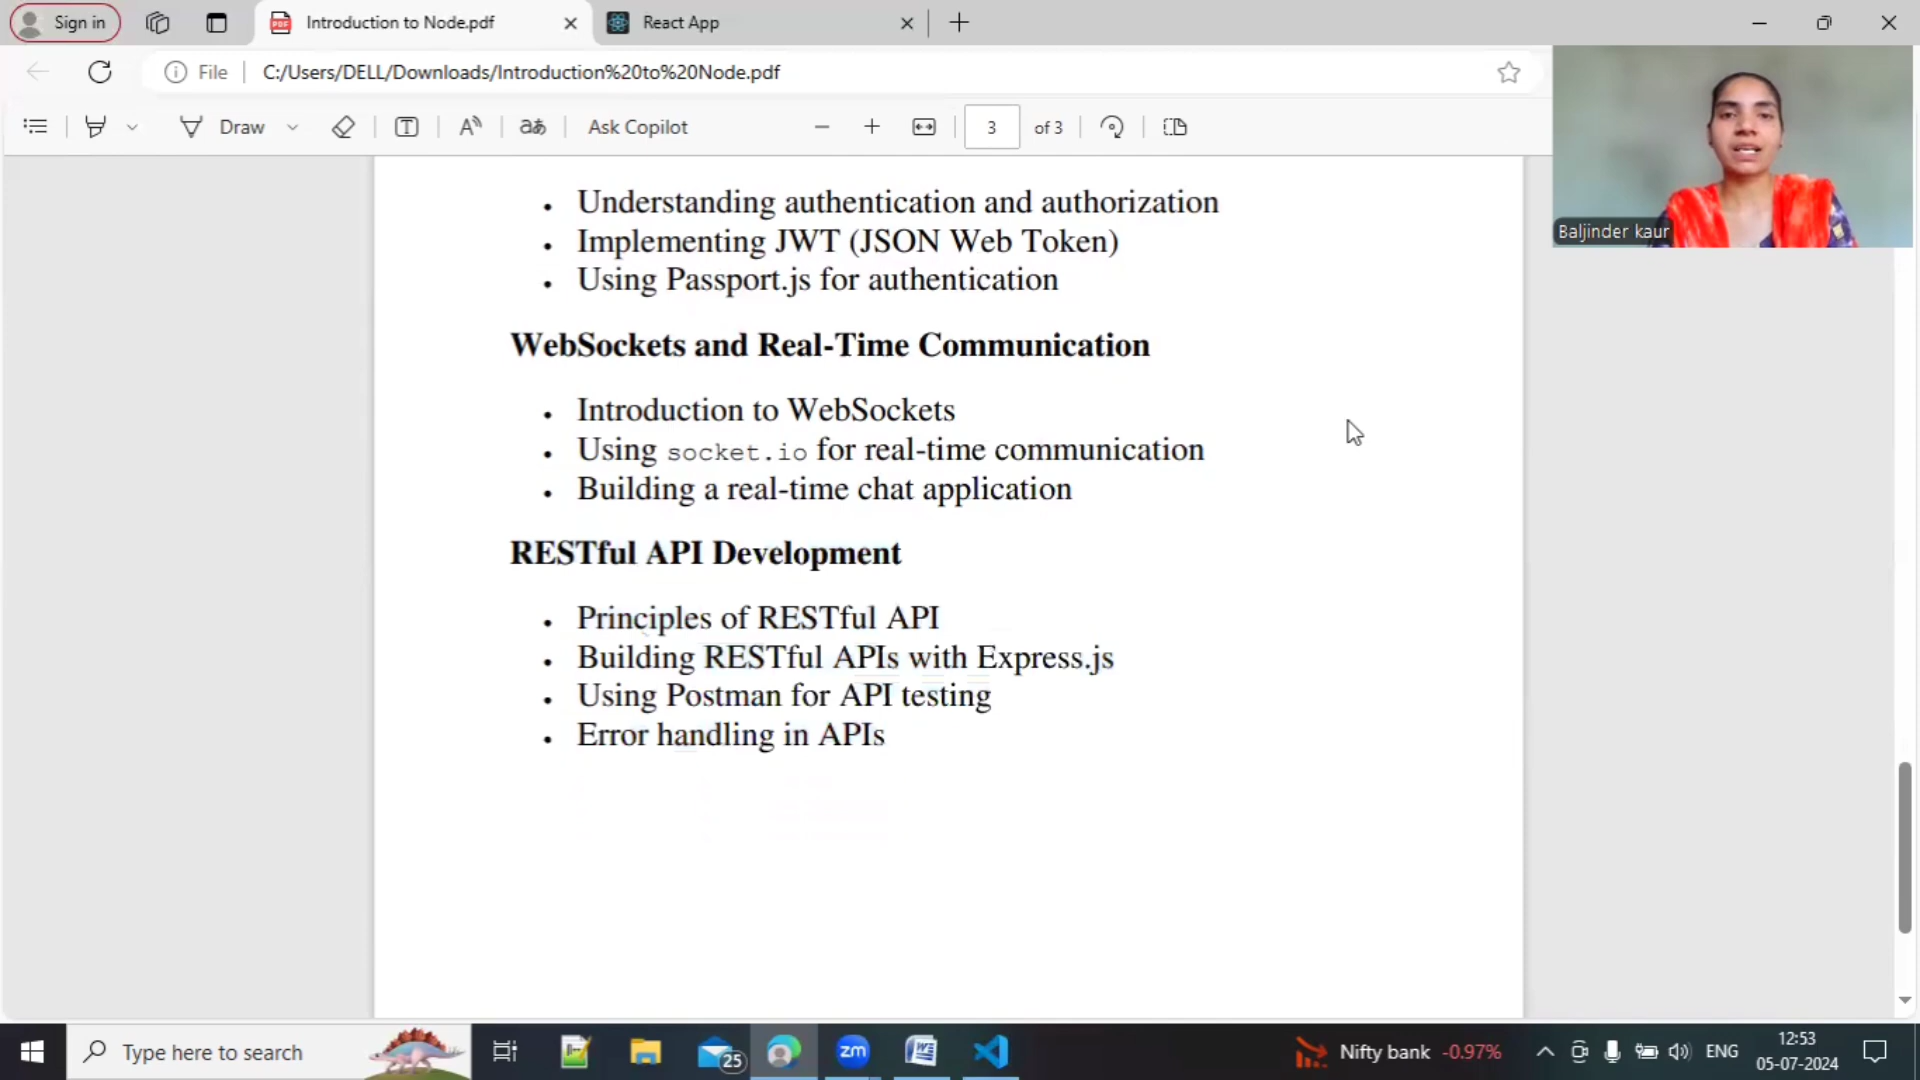 Sign in
Introduction to Node.pdf
React App
File
C:/Users/DELL/Downloads/Introduction%20to%20Node.pdf
Draw
Ask Copilot
3
of 3
Baljinder kaur
• Understanding authentication and authorization
• Implementing JWT (JSON Web Token)
• Using Passport.js for authentication
WebSockets and Real-Time Communication
• Introduction to WebSockets
• Using socket.io for real-time communication
• Building a real-time chat application
RESTful API Development
• Principles of RESTful API
• Building RESTful APIs with Express.js
• Using Postman for API testing
• Error handling in APIs
Type here to search
25
zm
Nifty bank -0.97%
ENG
12:53
05-07-2024